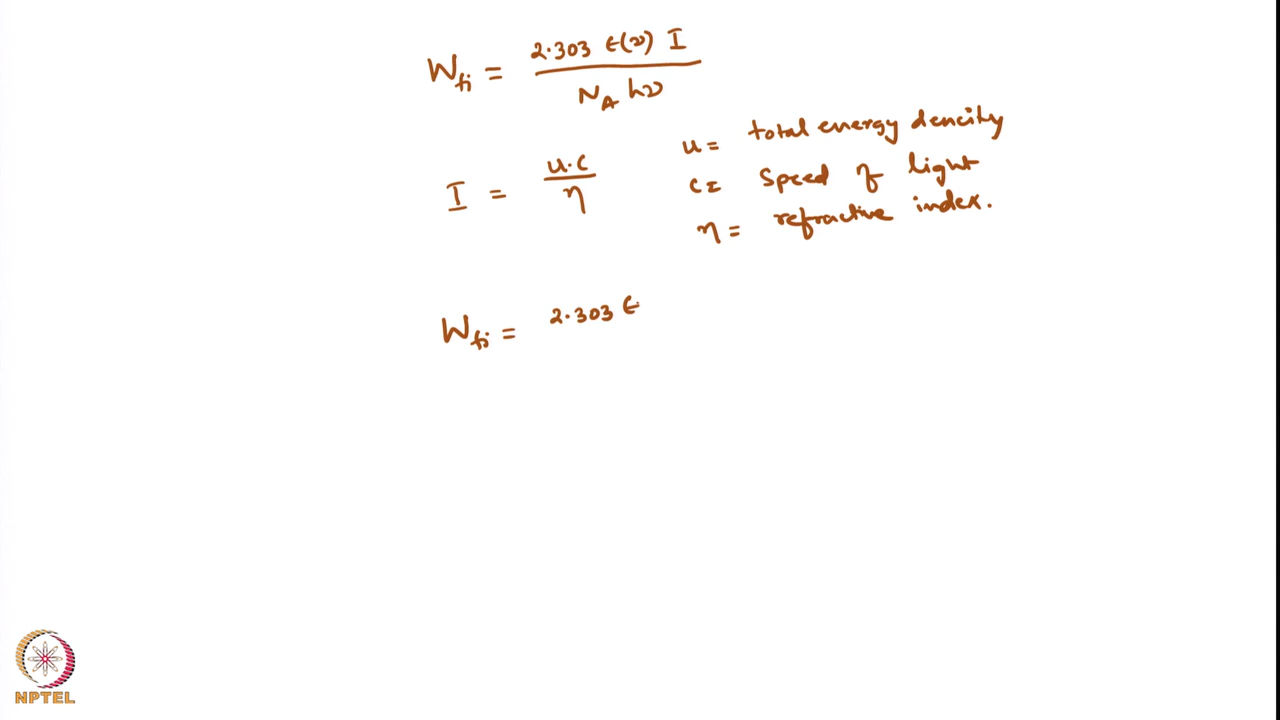 W_fi = 2.303 ε(ν) I / N_A hν
I = u.c / η
u = total energy dencity
c = speed of light
η = refractive index.
W_fi = 2.303 ε
NPTEL